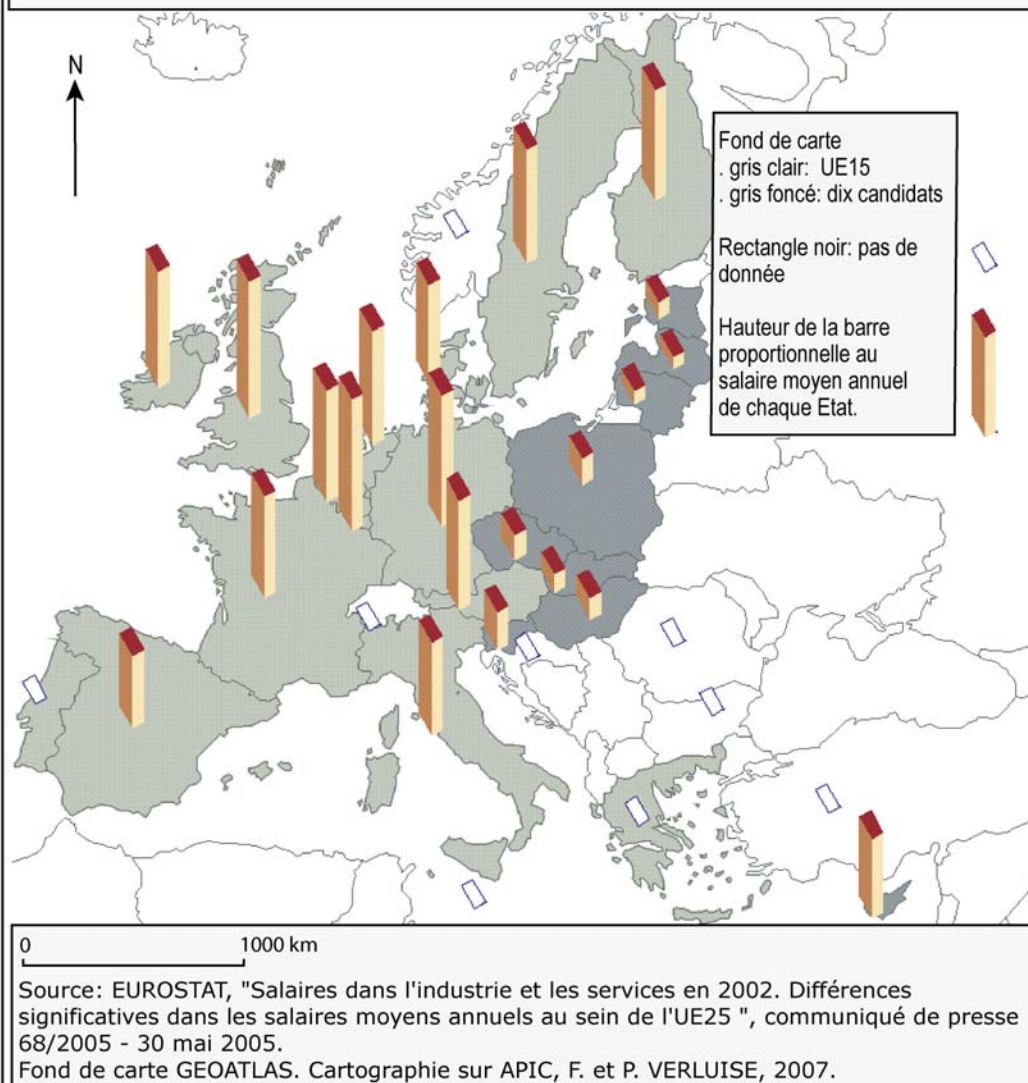 N
Fond de carte
. gris clair: UE15
. gris foncé: dix candidats
Rectangle noir: pas de
donnée
Hauteur de la barre
proportionnelle au
salaire moyen annuel
de chaque Etat.
0 1000 km
Source: EUROSTAT, "Salaires dans l'industrie et les services en 2002. Différences
significatives dans les salaires moyens annuels au sein de l'UE25 ", communiqué de presse
68/2005 - 30 mai 2005.
Fond de carte GEOATLAS. Cartographie sur APIC, F. et P. VERLUISE, 2007.